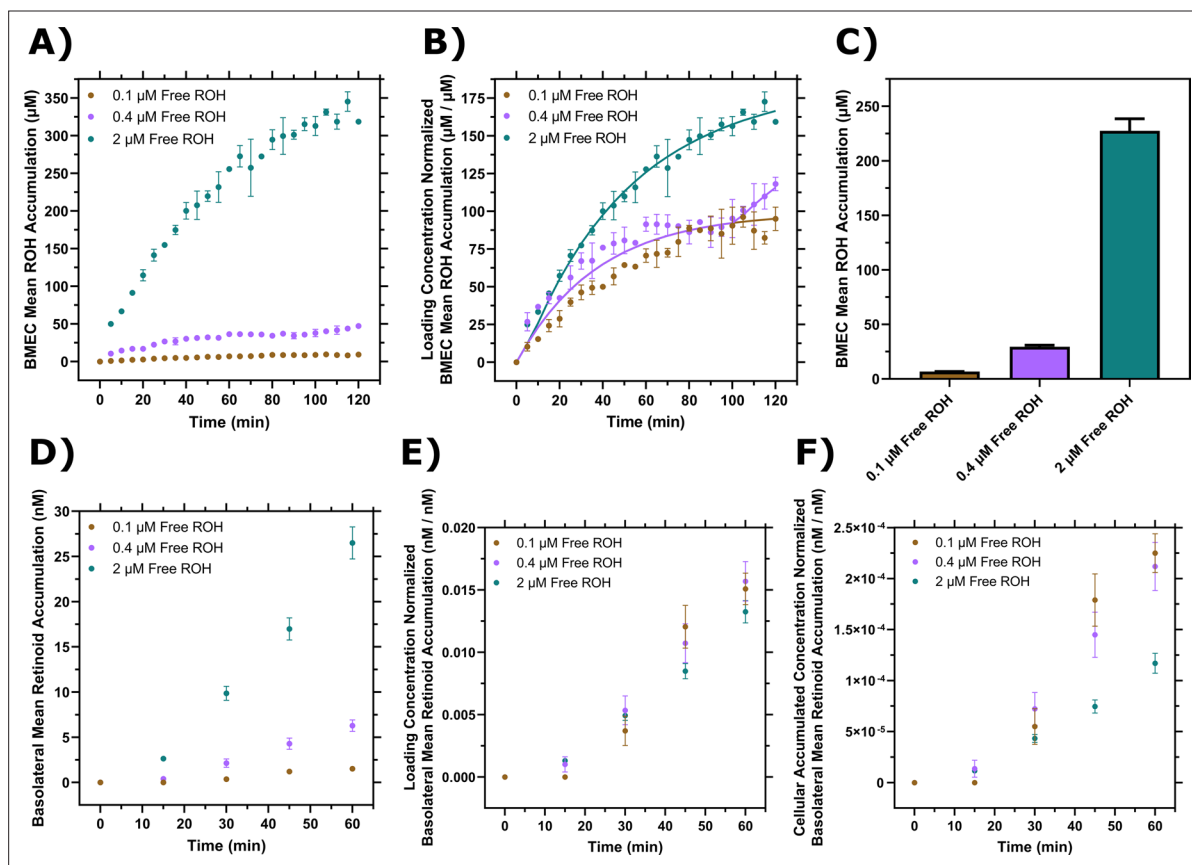 A)
BMEC Mean ROH Accumulation (µM)
350
300
250
200
150
100
50
0
0.1 µM Free ROH
0.4 µM Free ROH
2 µM Free ROH
0 20 40 60 80 100 120
Time (min)
B)
Loading Concentration Normalized
BMEC Mean ROH Accumulation (µM / µM)
175
150
125
100
75
50
25
0
0.1 µM Free ROH
0.4 µM Free ROH
2 µM Free ROH
0 20 40 60 80 100 120
Time (min)
C)
BMEC Mean ROH Accumulation (µM)
250
200
150
100
50
0
0.1 µM Free ROH
0.4 µM Free ROH
2 µM Free ROH
D)
Basolateral Mean Retinoid Accumulation (nM)
30
25
20
15
10
5
0
0.1 µM Free ROH
0.4 µM Free ROH
2 µM Free ROH
0 10 20 30 40 50 60
Time (min)
E)
Loading Concentration Normalized
Basolateral Mean Retinoid Accumulation (nM / nM)
0.020
0.015
0.010
0.005
0.000
0.1 µM Free ROH
0.4 µM Free ROH
2 µM Free ROH
0 10 20 30 40 50 60
Time (min)
F)
Cellular Accumulated Concentration Normalized
Basolateral Mean Retinoid Accumulation (nM / nM)
2.5×10⁻⁴
2×10⁻⁴
1.5×10⁻⁴
1×10⁻⁴
5×10⁻⁵
0
0.1 µM Free ROH
0.4 µM Free ROH
2 µM Free ROH
0 10 20 30 40 50 60
Time (min)